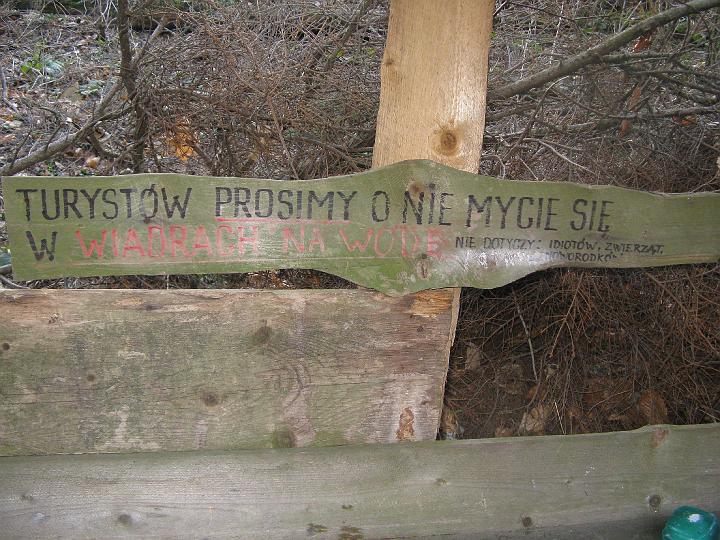 TURYSTÓW PROSIMY O NIE MYCIE SIĘ
W WIADRACH NA WODĘ NIE DOTYCZY: IDIOTÓW, ZWIERZĄT,